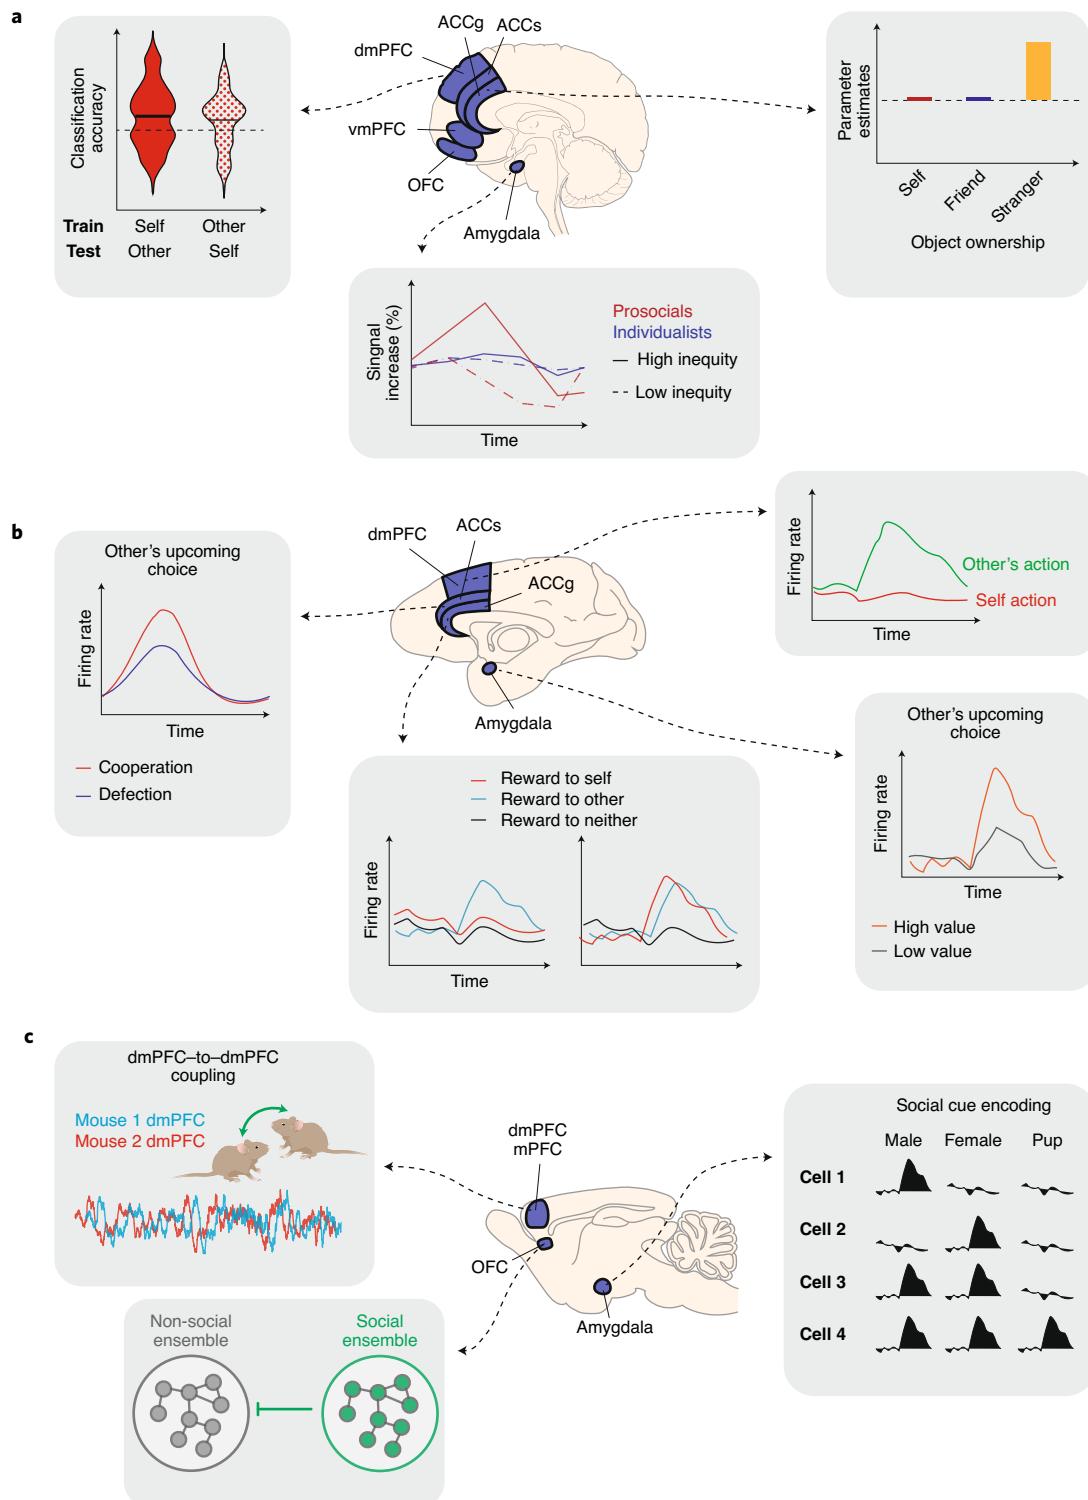 a
Classification
accuracy
Train Self Other
Test Other Self
ACCg ACCs
dmPFC
vmPFC
OFC
Amygdala
Parameter
estimates
Self
Friend
Stranger
Object ownership
Singnal
increase (%)
Time
Prosocials
Individualists
High inequity
Low inequity
b
Other's upcoming
choice
Firing rate
Time
Cooperation
Defection
dmPFC
ACCs
ACCg
Amygdala
Firing rate
Other's action
Self action
Time
Reward to self
Reward to other
Reward to neither
Firing rate
Time
Other's upcoming
choice
Firing rate
Time
High value
Low value
c
dmPFC–to–dmPFC
coupling
Mouse 1 dmPFC
Mouse 2 dmPFC
dmPFC
mPFC
OFC
Amygdala
Non-social
ensemble
Social
ensemble
Social cue encoding
Male Female Pup
Cell 1
Cell 2
Cell 3
Cell 4